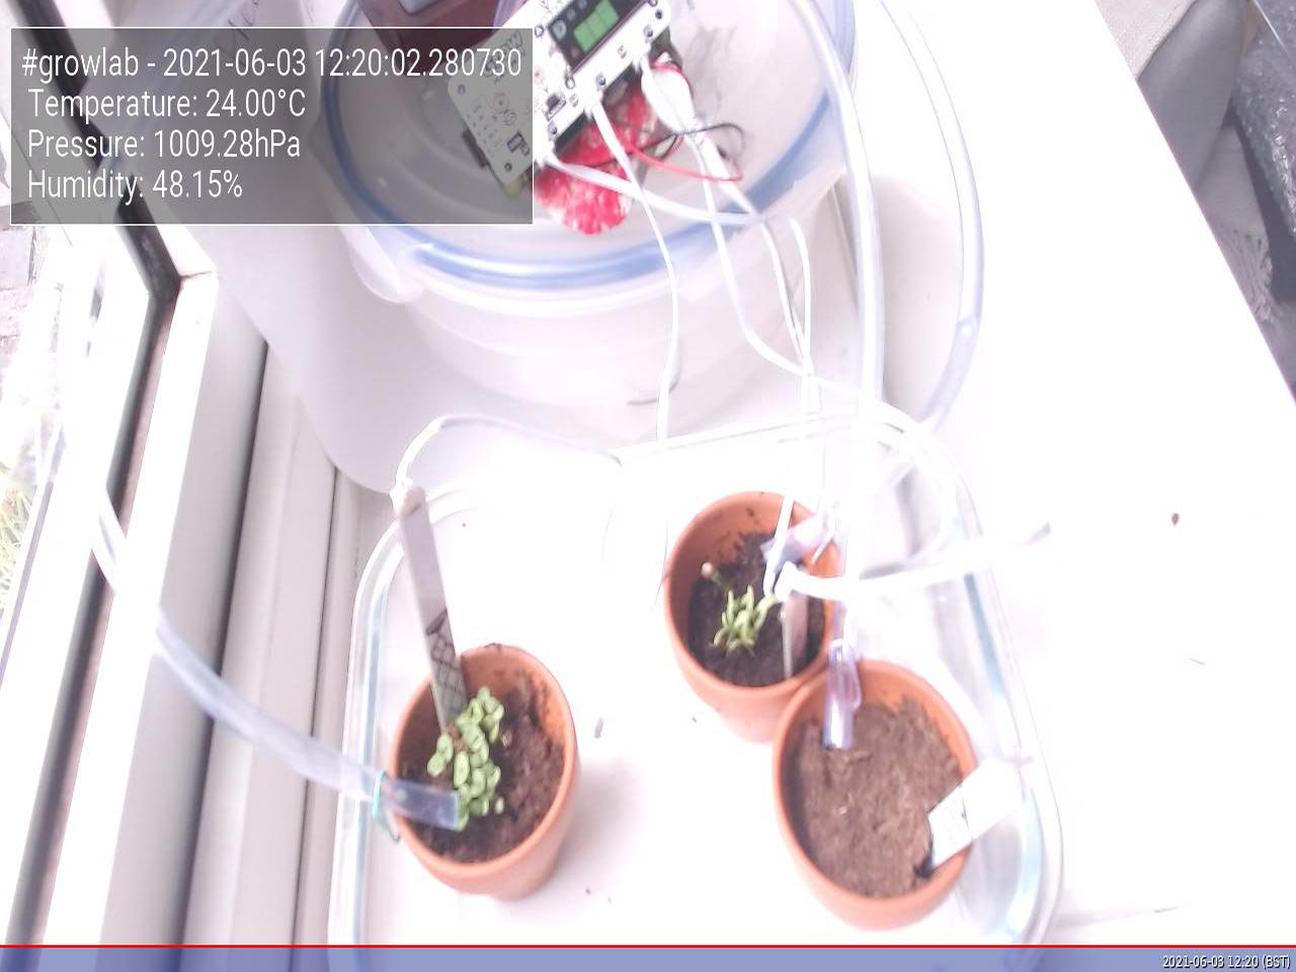 #growlab - 2021-06-03 12:20:02.280730
Temperature: 24.00°C
Pressure: 1009.28hPa
Humidity: 48.15%
2021-06-03 12:20 (BST)